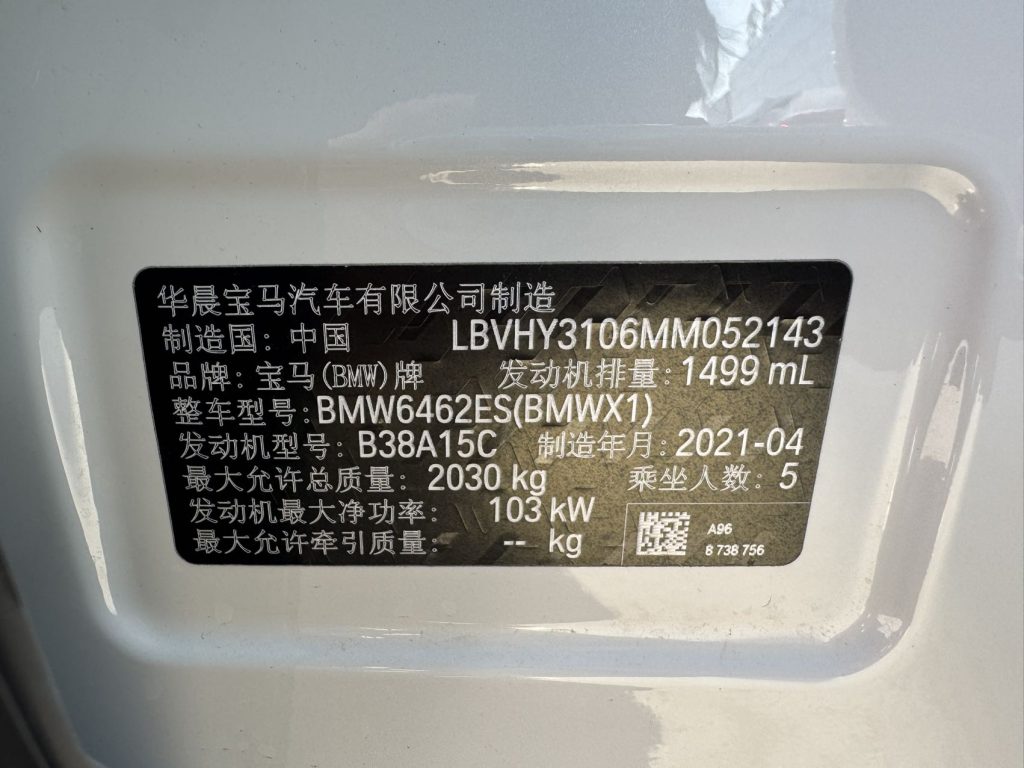 华晨宝马汽车有限公司制造
制造国：中国 LBVHY3106MM052143
品牌：宝马(BMW)牌 发动机排量：1499 mL
整车型号：BMW6462ES(BMWX1)
发动机型号：B38A15C 制造年月：2021-04
最大允许总质量：2030 kg 乘坐人数：5
发动机最大净功率：103 kW
最大允许牵引质量：-- kg
A96
8 738 756